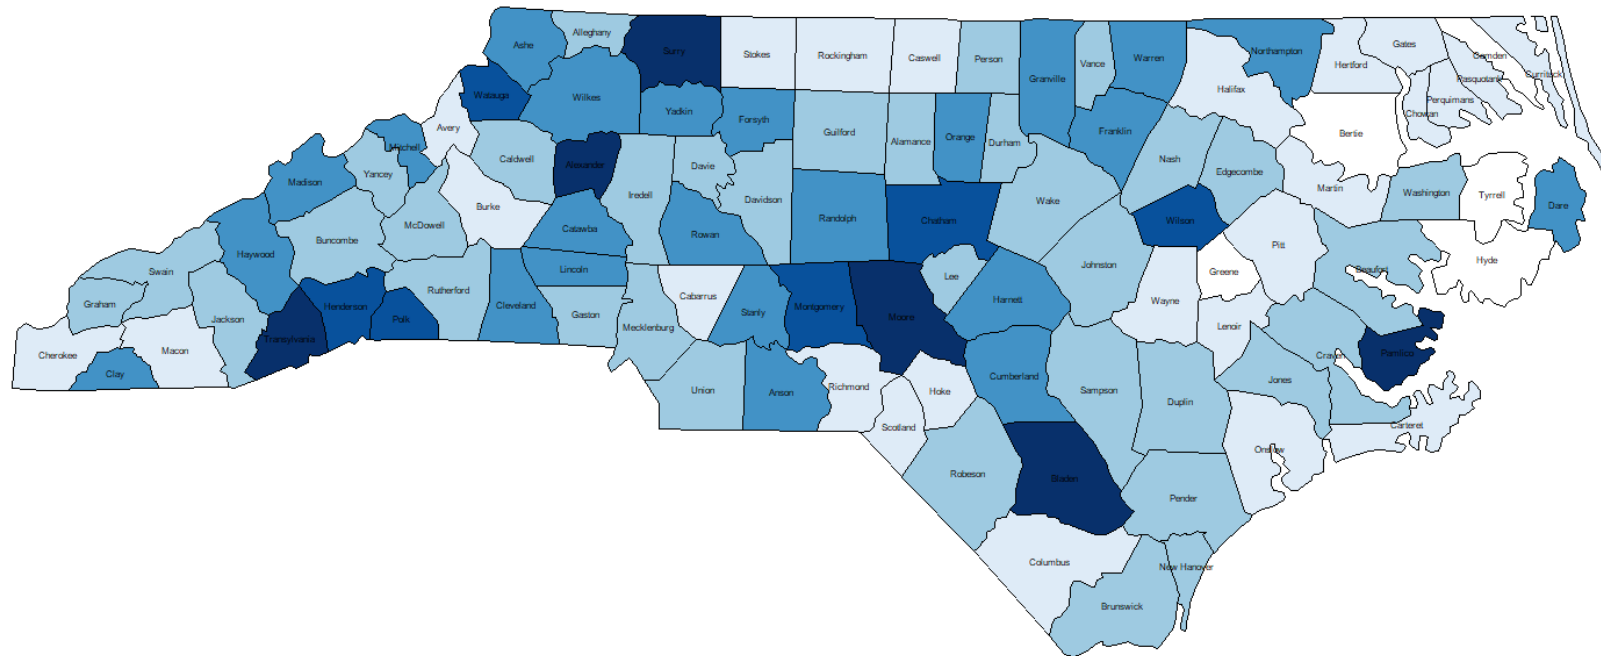 Ashe
Alleghany
Surry
Stokes
Rockingham
Caswell
Person
Granville
Vance
Warren
Northampton
Gates
Hertford
Camden
Pasquotank
Currituck
Perquimans
Chowan
Halifax
Bertie
Watauga
Wilkes
Yadkin
Forsyth
Guilford
Alamance
Orange
Durham
Franklin
Nash
Edgecombe
Martin
Washington
Tyrrell
Dare
Avery
Mitchell
Caldwell
Alexander
Davie
Iredell
Davidson
Randolph
Chatham
Wake
Wilson
Pitt
Madison
Yancey
Burke
McDowell
Buncombe
Haywood
Catawba
Rowan
Lincoln
Lee
Johnston
Greene
Beaufort
Hyde
Swain
Graham
Jackson
Henderson
Polk
Rutherford
Cleveland
Gaston
Mecklenburg
Cabarrus
Stanly
Montgomery
Moore
Harnett
Wayne
Lenoir
Craven
Pamlico
Cherokee
Macon
Clay
Transylvania
Union
Anson
Richmond
Hoke
Scotland
Cumberland
Sampson
Duplin
Jones
Carteret
Onslow
Robeson
Bladen
Pender
Columbus
New Hanover
Brunswick